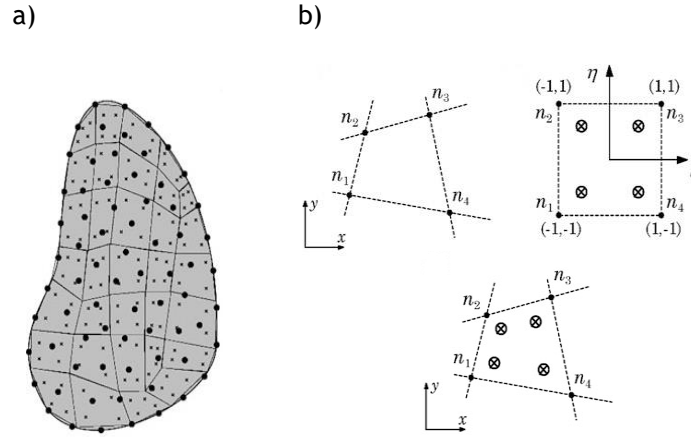 a)
b)
n₂
n₃
n₁
n₄
y
x
η
(-1,1)
(1,1)
n₂
n₃
n₁
n₄
(-1,-1)
(1,-1)
n₂
n₃
n₁
n₄
y
x